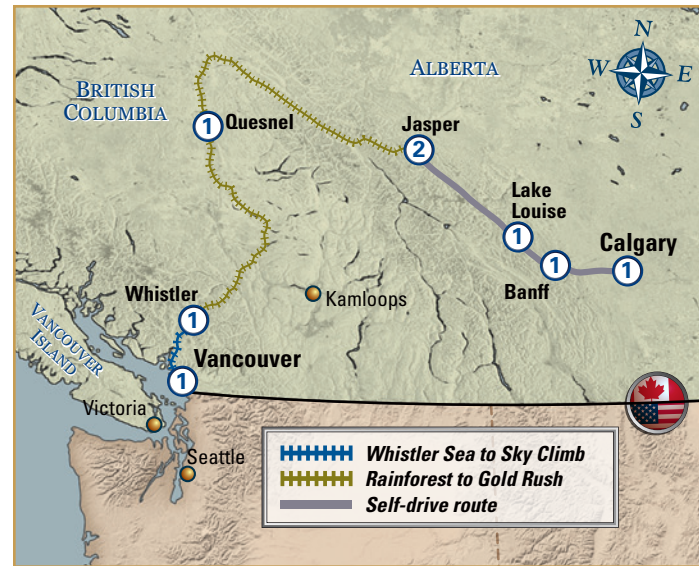 N
W E
S
BRITISH
COLUMBIA
ALBERTA
1 Quesnel
Jasper
2
Lake
Louise
1
Calgary
1
1
Banff
Kamloops
Whistler
1
VANCOUVER
ISLAND
Vancouver
1
Victoria
Seattle
Whistler Sea to Sky Climb
Rainforest to Gold Rush
Self-drive route